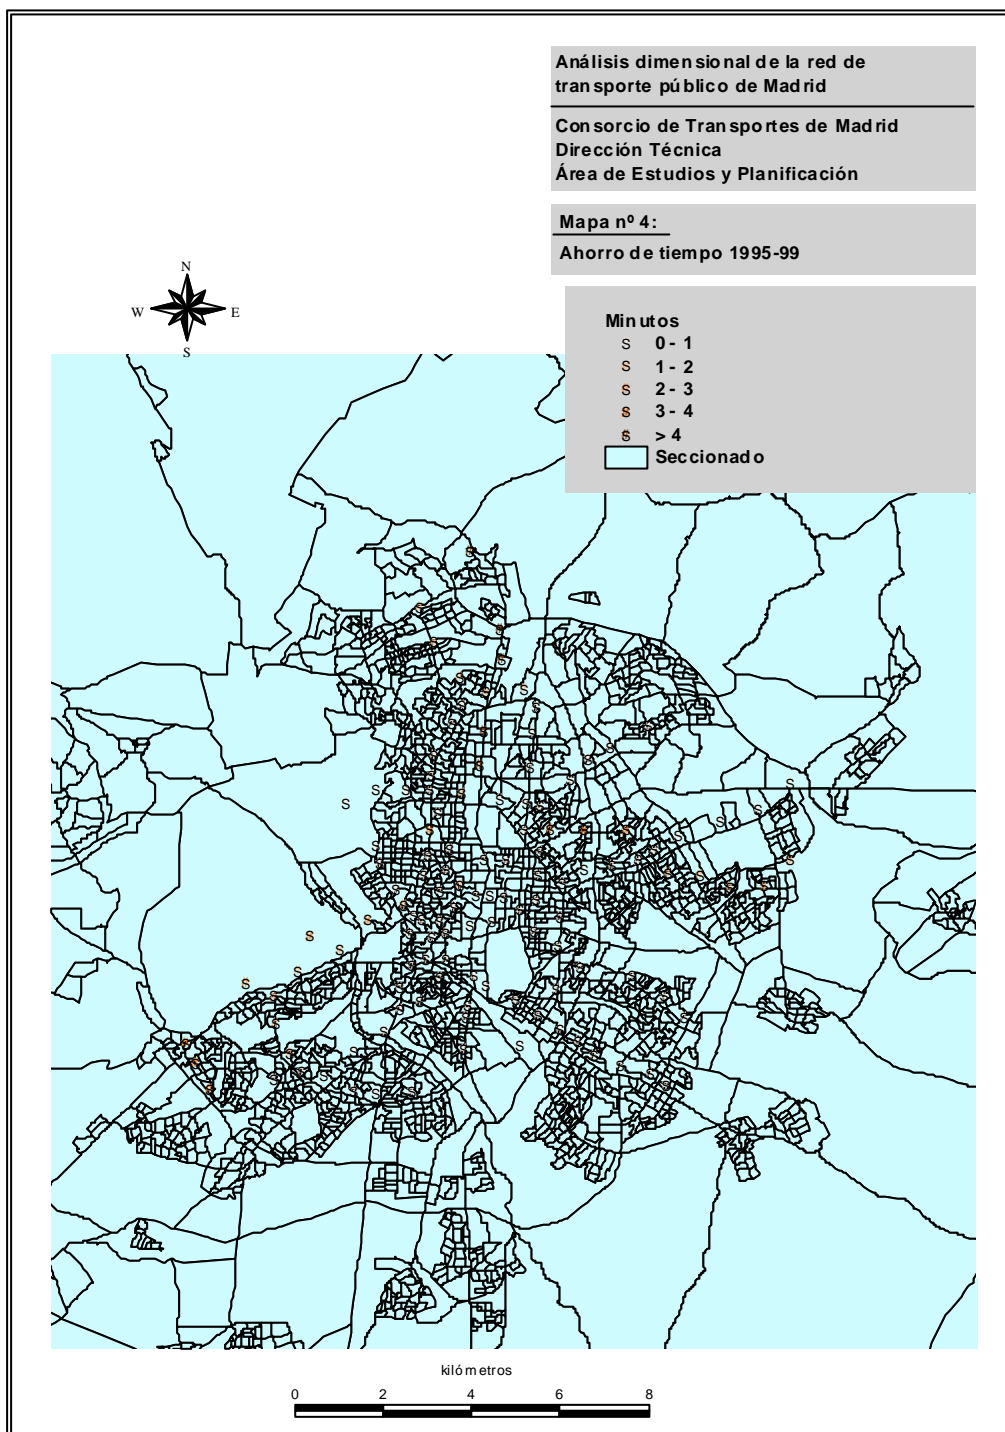 Análisis dimensional de la red de
transporte público de Madrid
Consorcio de Transportes de Madrid
Dirección Técnica
Área de Estudios y Planificación
Mapa nº 4:
Ahorro de tiempo 1995-99
N
W E
S
Minutos
S 0 - 1
S 1 - 2
S 2 - 3
S 3 - 4
S > 4
Seccionado
kilómetros
0 2 4 6 8